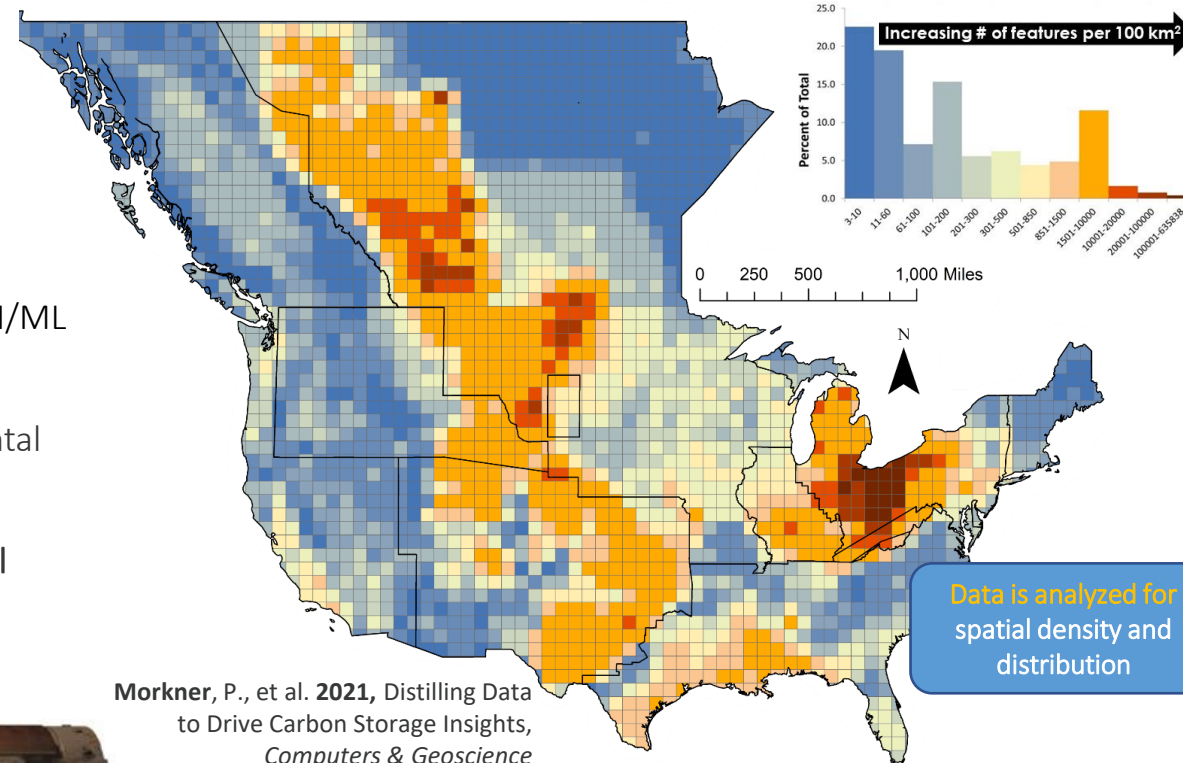 25.0
20.0
15.0
10.0
5.0
0.0
Percent of Total
Increasing # of features per 100 km²
3-10
11-60
61-100
101-200
201-300
301-500
501-850
851-1500
1501-10000
10001-20000
20001-100000
0 250 500 1,000 Miles
N
/ML
Data is analyzed for
spatial density and
distribution
Morkner, P., et al. 2021, Distilling Data
to Drive Carbon Storage Insights,
Computers & Geoscience